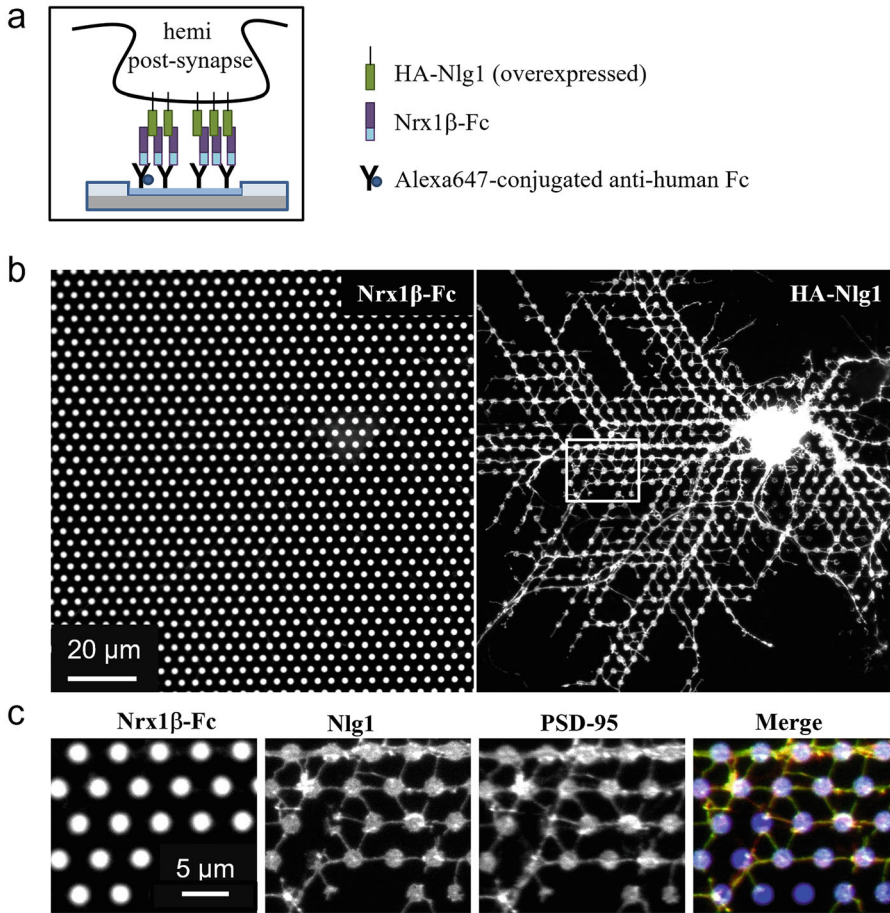 a
hemi
post-synapse
HA-Nlg1 (overexpressed)
Nrx1β-Fc
Alexa647-conjugated anti-human Fc
b
Nrx1β-Fc
HA-Nlg1
20 μm
c
Nrx1β-Fc
Nlg1
PSD-95
Merge
5 μm